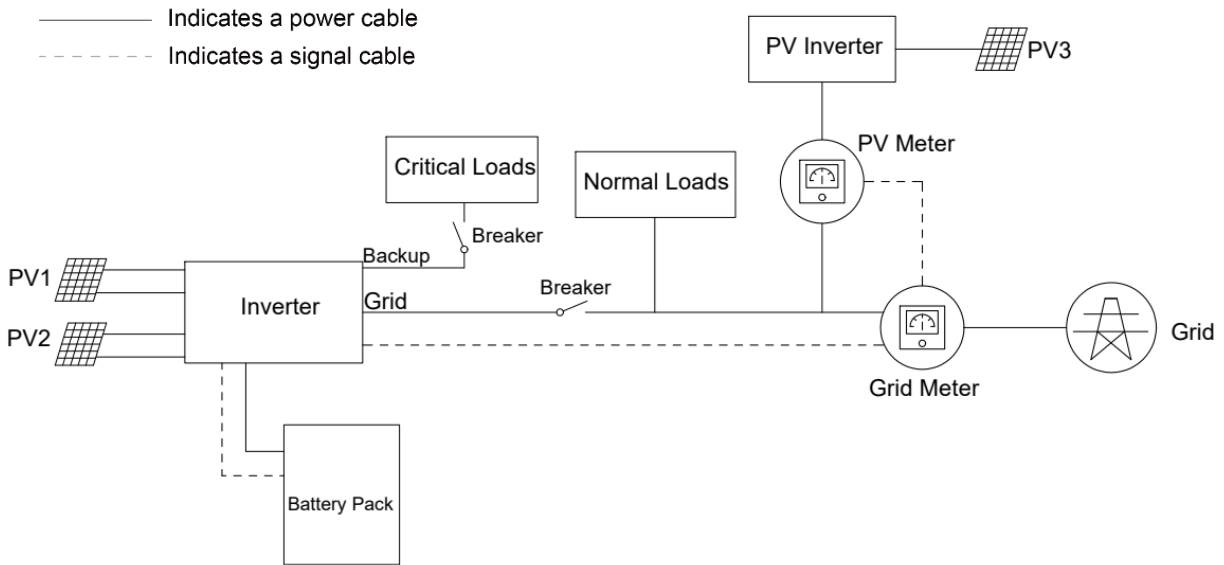 Indicates a power cable
Indicates a signal cable
PV Inverter
PV3
PV Meter
Critical Loads
Normal Loads
Breaker
Backup
PV1
Inverter
Grid
Breaker
PV2
Grid
Grid Meter
Battery Pack